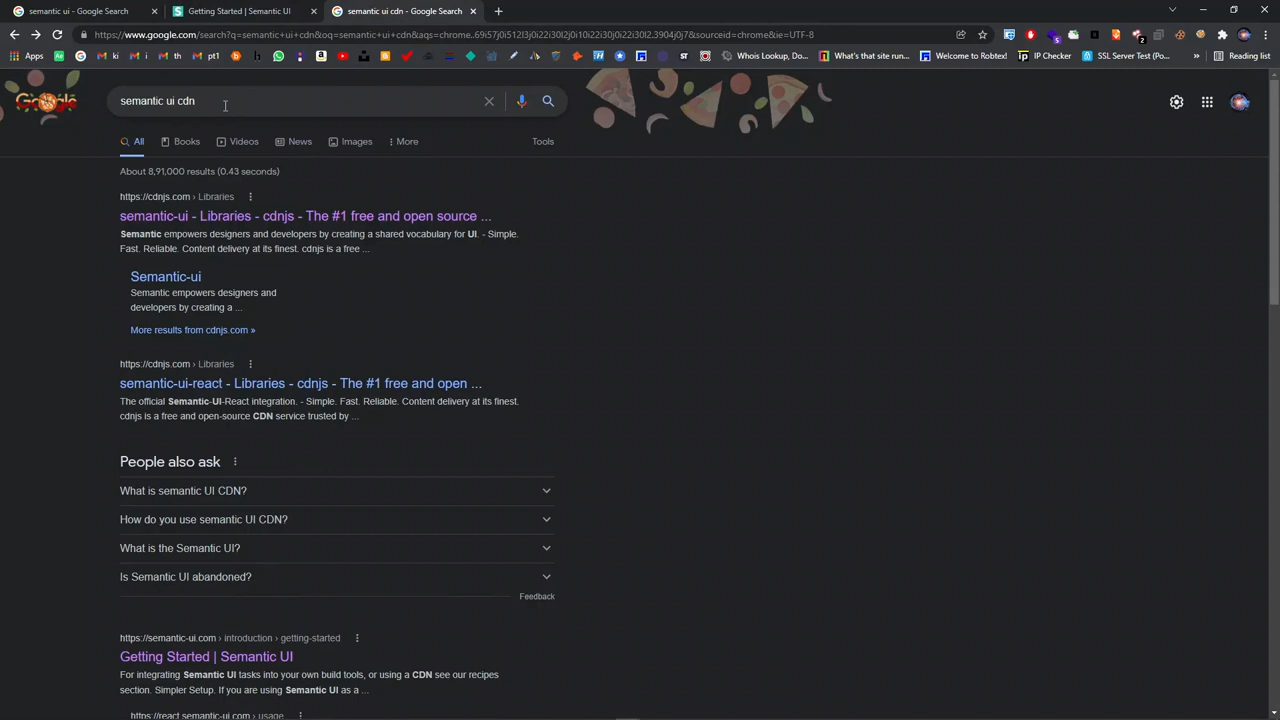 semantic ui - Google Search
Getting Started | Semantic UI
semantic ui cdn - Google Search
https://www.google.com/search?q=semantic+ui+cdn&oq=semantic+ui+cdn&aqs=chrome..69i57j0i512l3j0i22i30l2j0i10i22i30j0i22i30l2.3904j0j7&sourceid=chrome&ie=UTF-8
Apps
ki
i
th
pt1
Whois Lookup, Do...
What's that site run...
Welcome to Robtex!
IP Checker
SSL Server Test (Po...
Reading list
Google
semantic ui cdn
All
Books
Videos
News
Images
More
Tools
About 8,91,000 results (0.43 seconds)
https://cdnjs.com › Libraries
semantic-ui - Libraries - cdnjs - The #1 free and open source ...
Semantic empowers designers and developers by creating a shared vocabulary for UI. - Simple.
Fast. Reliable. Content delivery at its finest. cdnjs is a free ...
Semantic-ui
Semantic empowers designers and
developers by creating a ...
More results from cdnjs.com »
https://cdnjs.com › Libraries
semantic-ui-react - Libraries - cdnjs - The #1 free and open ...
The official Semantic-UI-React integration. - Simple. Fast. Reliable. Content delivery at its finest.
cdnjs is a free and open-source CDN service trusted by ...
People also ask
What is semantic UI CDN?
How do you use semantic UI CDN?
What is the Semantic UI?
Is Semantic UI abandoned?
Feedback
https://semantic-ui.com › introduction › getting-started
Getting Started | Semantic UI
For integrating Semantic UI tasks into your own build tools, or using a CDN see our recipes
section. Simpler Setup. If you are using Semantic UI as a ...
https://react.semantic-ui.com › usage